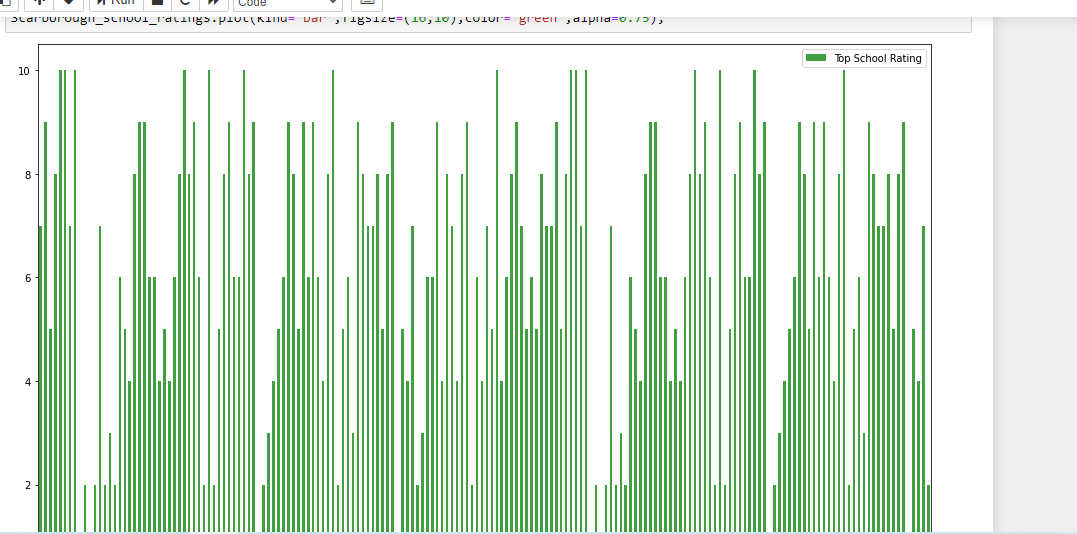 Run
Code
Scarborough_school_ratings.plot(kind='bar',figsize=(16,10),color='green',alpha=0.75);
Top School Rating
10
8
6
4
2